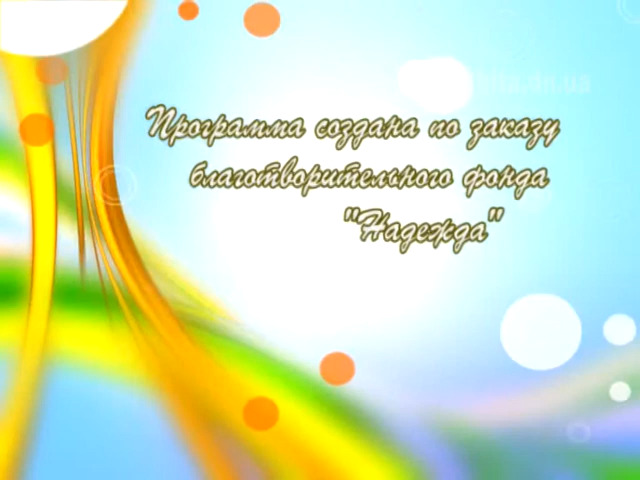 Программа создана по заказу
благотворительного фонда
"Надежда"